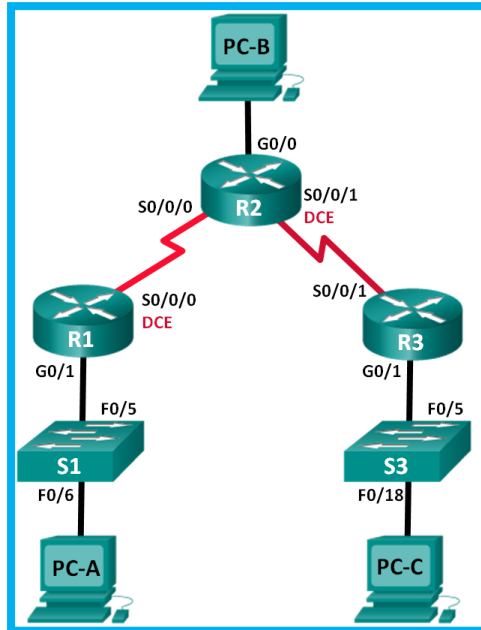 PC-B
G0/0
S0/0/0
R2
S0/0/1
DCE
S0/0/0
DCE
R1
G0/1
S0/0/1
R3
G0/1
F0/5
S1
F0/6
F0/5
S3
F0/18
PC-A
PC-C